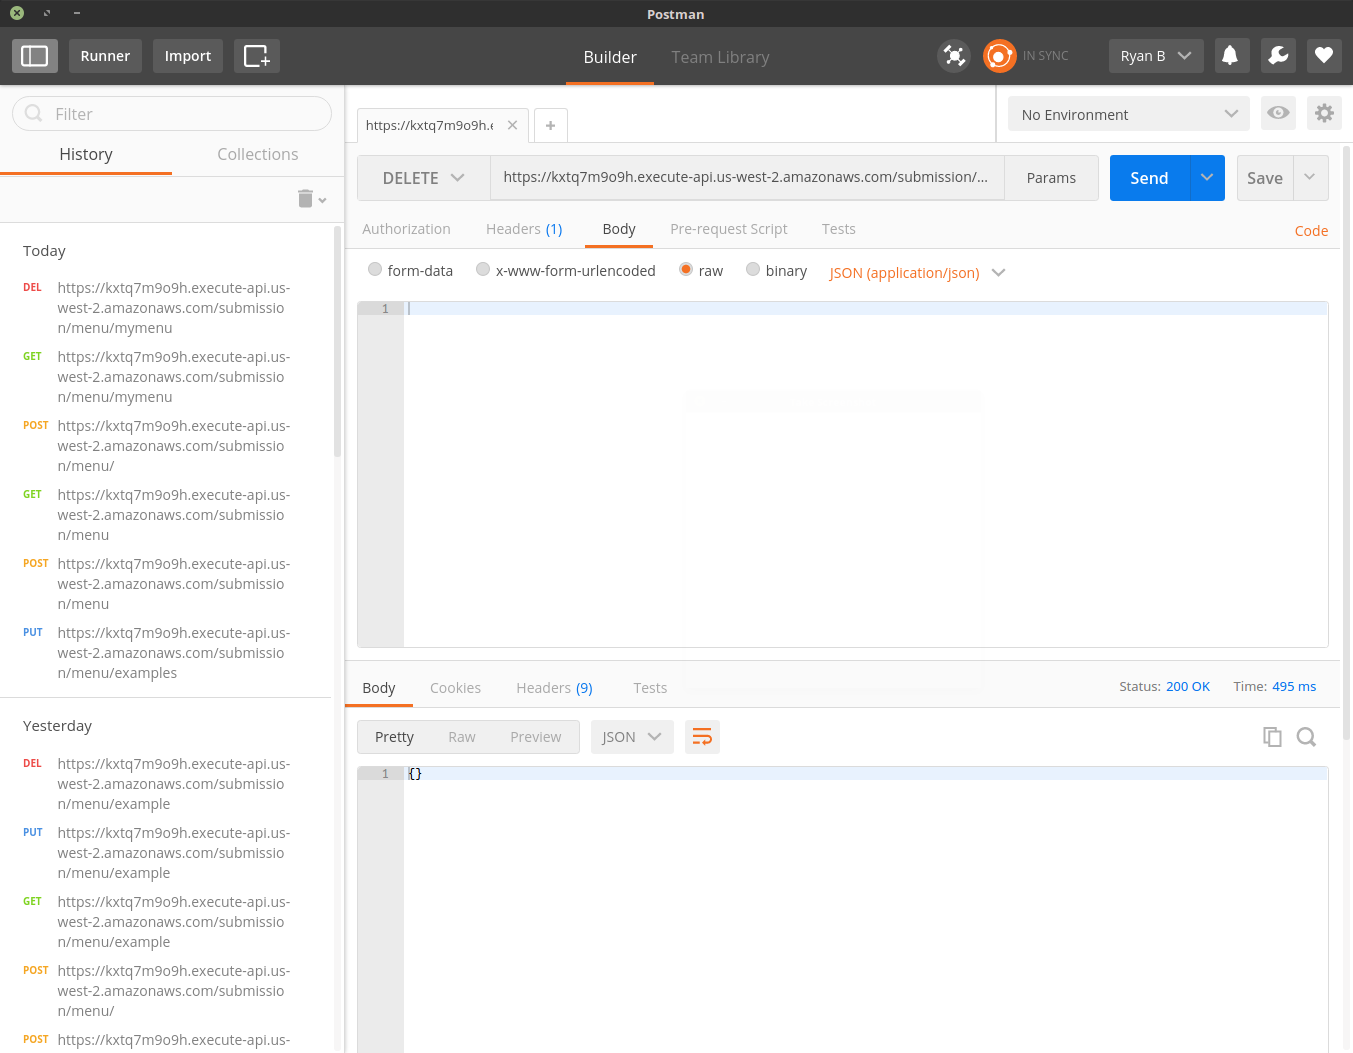 Postman
Runner
Import
Builder
Team Library
IN SYNC
Ryan B
Filter
https://kxtq7m9o9h.e
No Environment
History
Collections
DELETE
https://kxtq7m9o9h.execute-api.us-west-2.amazonaws.com/submission/...
Params
Send
Save
Authorization
Headers (1)
Body
Pre-request Script
Tests
Code
form-data
x-www-form-urlencoded
raw
binary
JSON (application/json)
1
Today
DEL
https://kxtq7m9o9h.execute-api.us-
west-2.amazonaws.com/submissio
n/menu/mymenu
GET
https://kxtq7m9o9h.execute-api.us-
west-2.amazonaws.com/submissio
n/menu/mymenu
POST
https://kxtq7m9o9h.execute-api.us-
west-2.amazonaws.com/submissio
n/menu/
GET
https://kxtq7m9o9h.execute-api.us-
west-2.amazonaws.com/submissio
n/menu
POST
https://kxtq7m9o9h.execute-api.us-
west-2.amazonaws.com/submissio
n/menu
PUT
https://kxtq7m9o9h.execute-api.us-
west-2.amazonaws.com/submissio
n/menu/examples
Yesterday
DEL
https://kxtq7m9o9h.execute-api.us-
west-2.amazonaws.com/submissio
n/menu/example
PUT
https://kxtq7m9o9h.execute-api.us-
west-2.amazonaws.com/submissio
n/menu/example
GET
https://kxtq7m9o9h.execute-api.us-
west-2.amazonaws.com/submissio
n/menu/example
POST
https://kxtq7m9o9h.execute-api.us-
west-2.amazonaws.com/submissio
n/menu/
POST
https://kxtq7m9o9h.execute-api.us-
Body
Cookies
Headers (9)
Tests
Status: 200 OK
Time: 495 ms
Pretty
Raw
Preview
JSON
1
{}